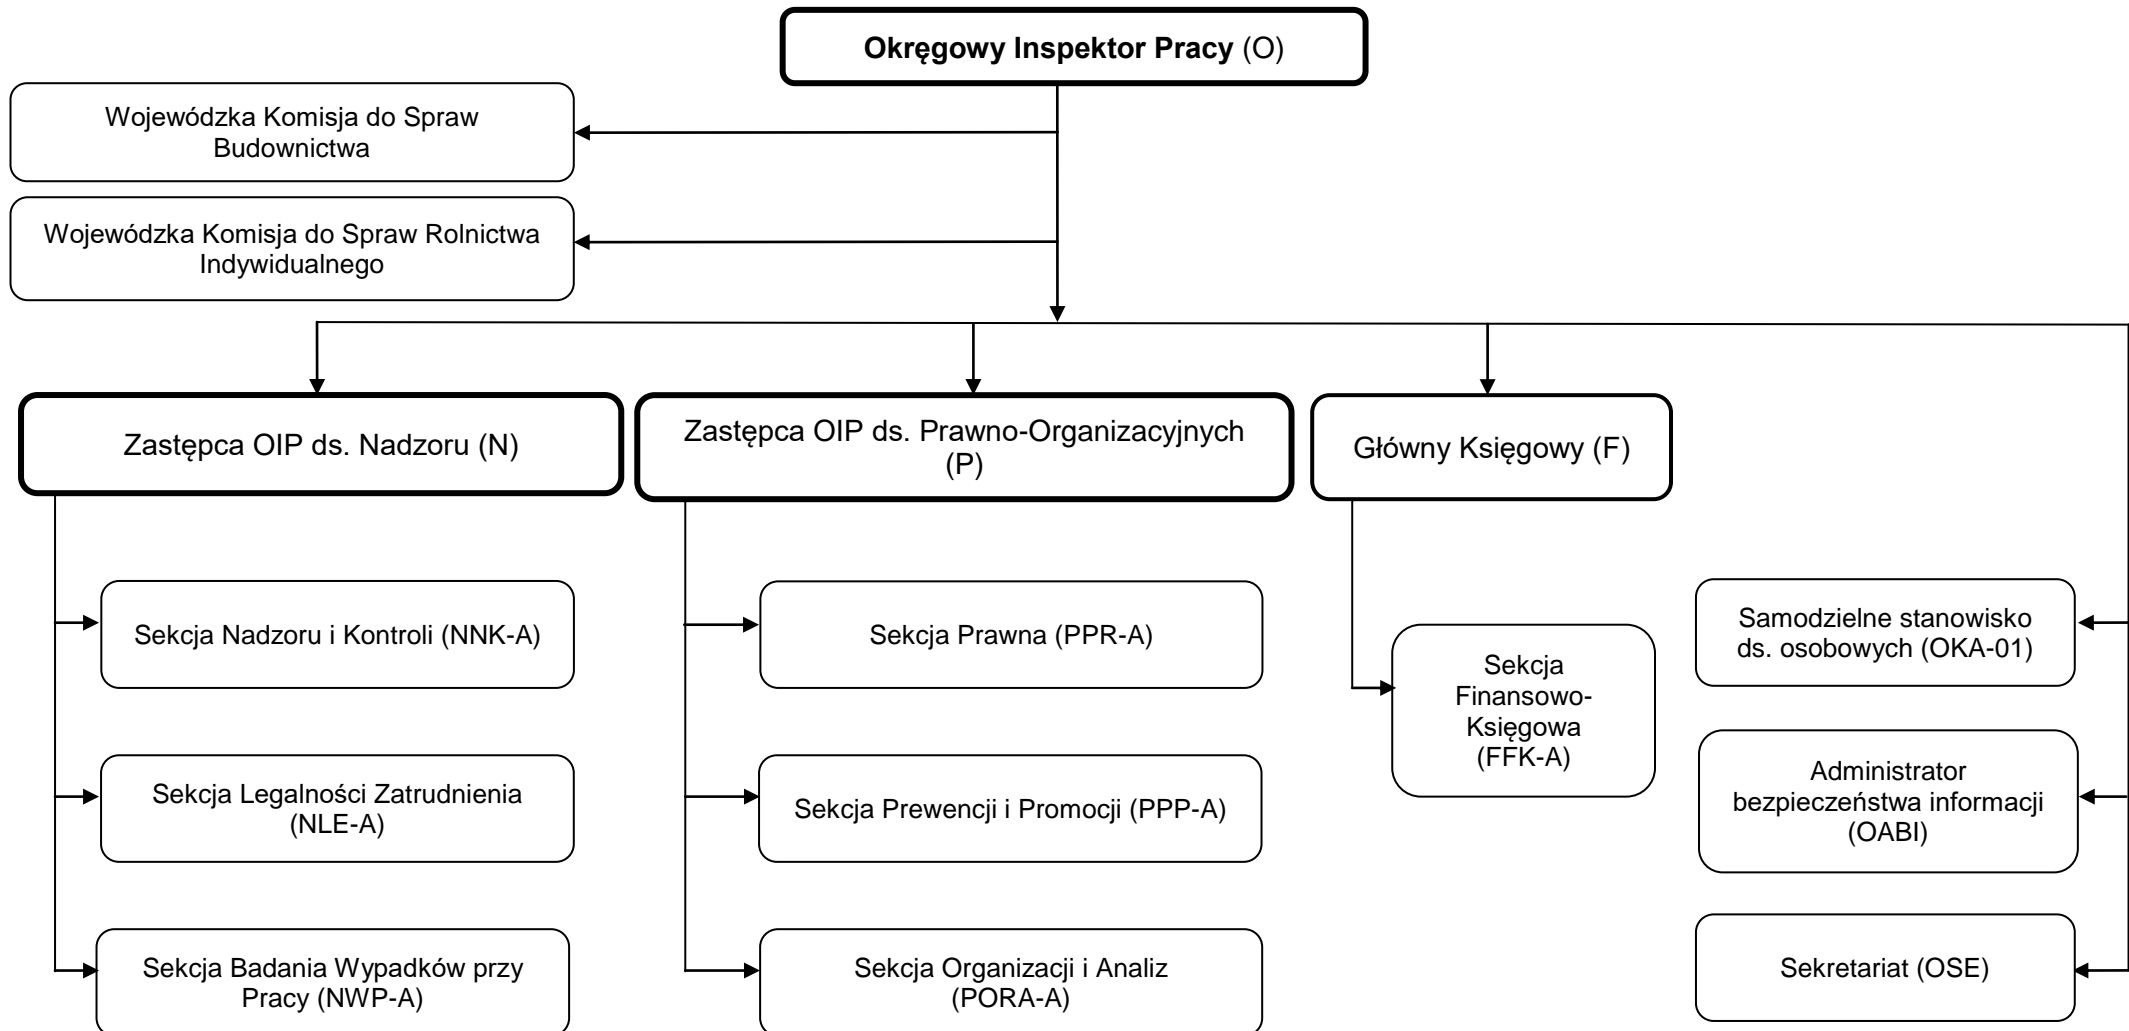 Okręgowy Inspektor Pracy (O)
Wojewódzka Komisja do Spraw
Budownictwa
Wojewódzka Komisja do Spraw Rolnictwa
Indywidualnego
Zastępca OIP ds. Nadzoru (N)
Zastępca OIP ds. Prawno-Organizacyjnych
(P)
Główny Księgowy (F)
Sekcja Nadzoru i Kontroli (NNK-A)
Sekcja Legalności Zatrudnienia
(NLE-A)
Sekcja Badania Wypadków przy
Pracy (NWP-A)
Sekcja Prawna (PPR-A)
Sekcja Prewencji i Promocji (PPP-A)
Sekcja Organizacji i Analiz
(PORA-A)
Sekcja
Finansowo-
Księgowa
(FFK-A)
Samodzielne stanowisko
ds. osobowych (OKA-01)
Administrator
bezpieczeństwa informacji
(OABI)
Sekretariat (OSE)